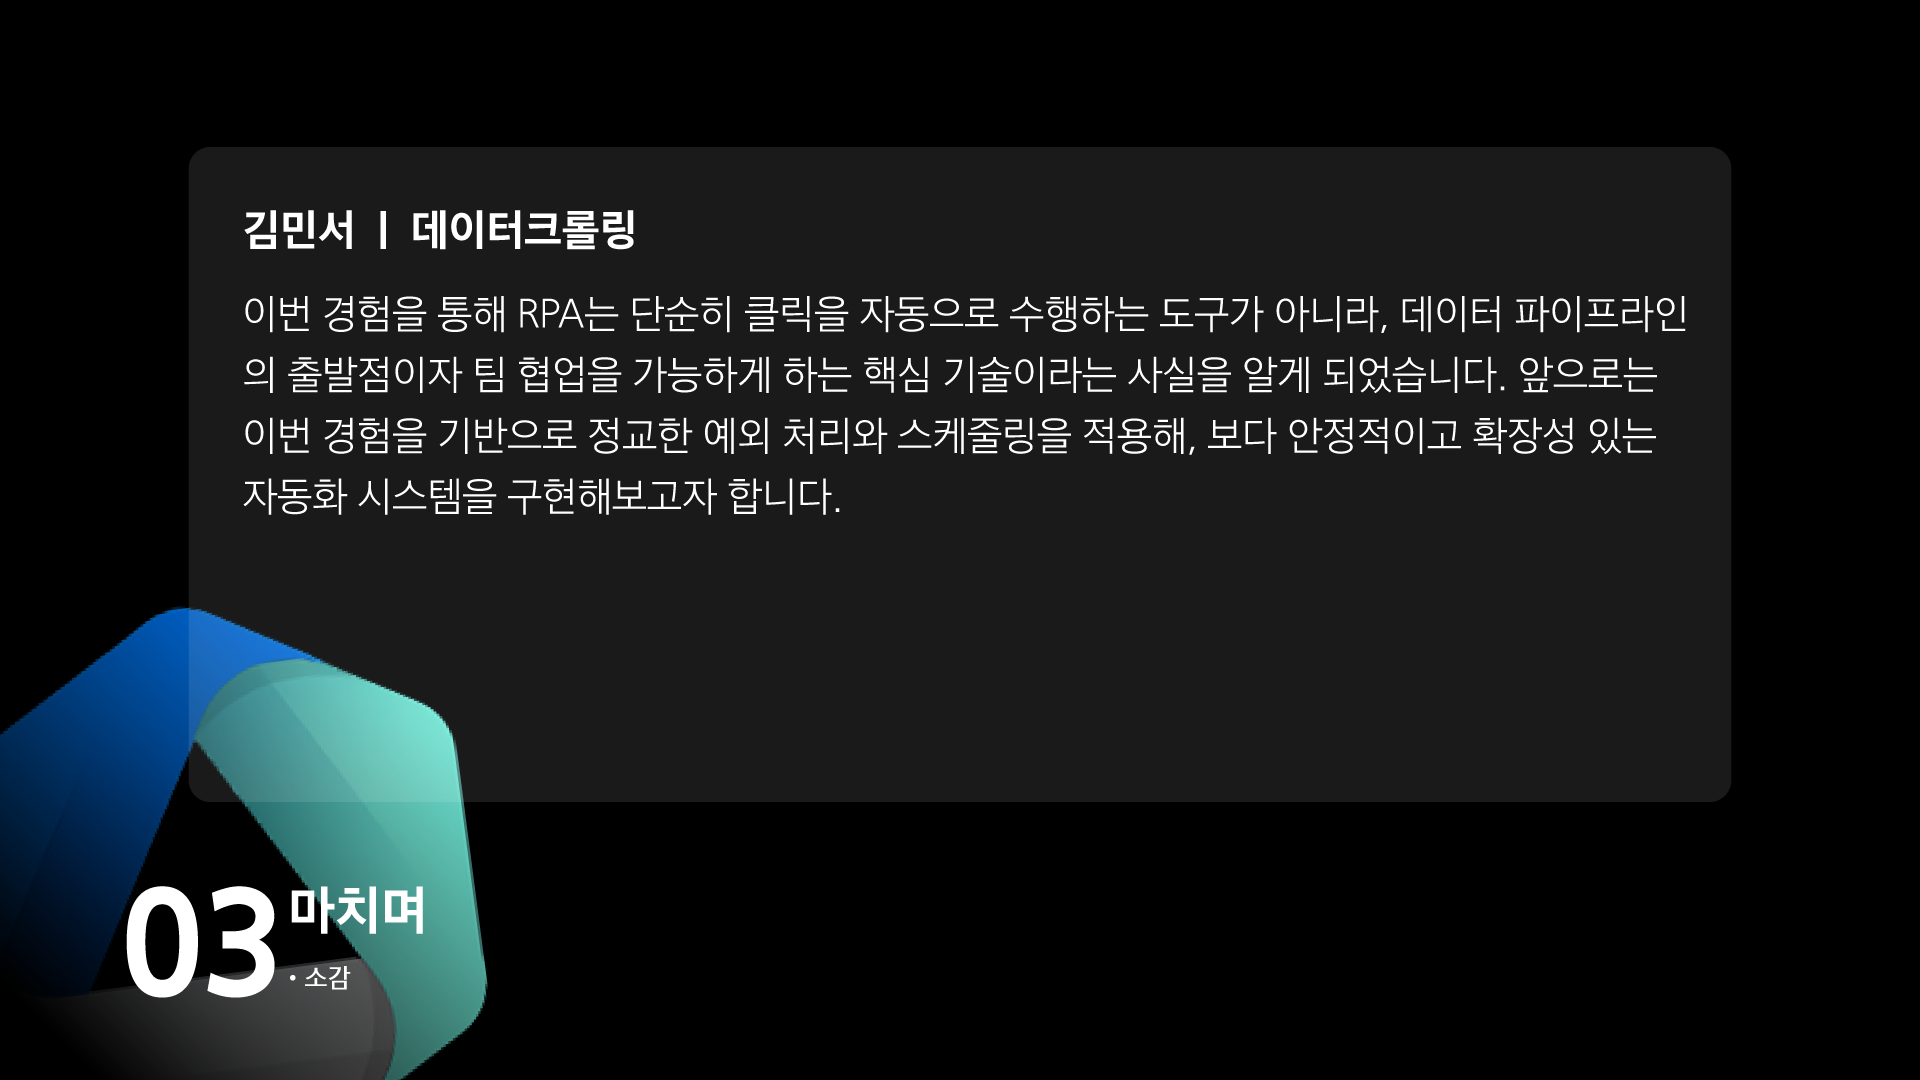 김민서 | 데이터크롤링
이번 경험을 통해 RPA는 단순히 클릭을 자동으로 수행하는 도구가 아니라, 데이터 파이프라인
의 출발점이자 팀 협업을 가능하게 하는 핵심 기술이라는 사실을 알게 되었습니다. 앞으로는
이번 경험을 기반으로 정교한 예외 처리와 스케줄링을 적용해, 보다 안정적이고 확장성 있는
자동화 시스템을 구현해보고자 합니다.
03 마치며
• 소감